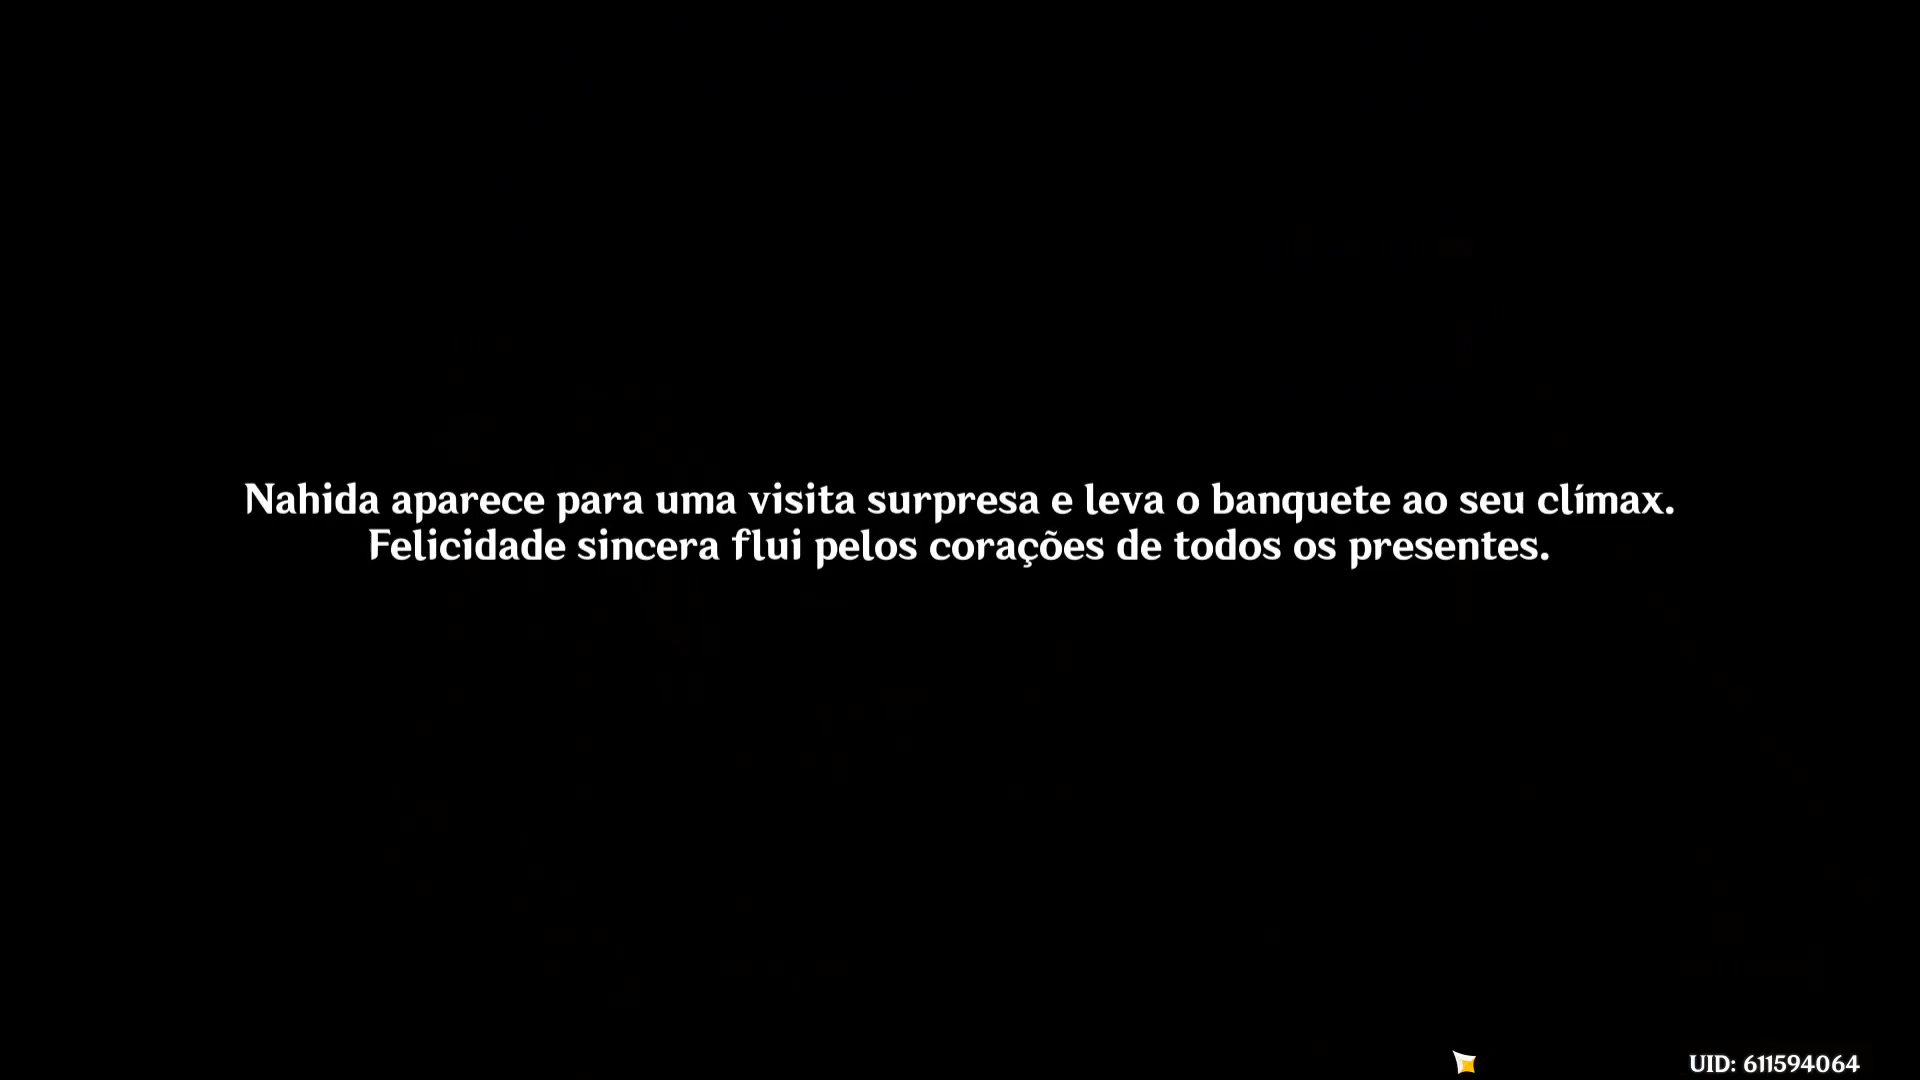 Nahida aparece para uma visita surpresa e leva o banquete ao seu clímax.
Felicidade sincera flui pelos corações de todos os presentes.
UID: 611594064